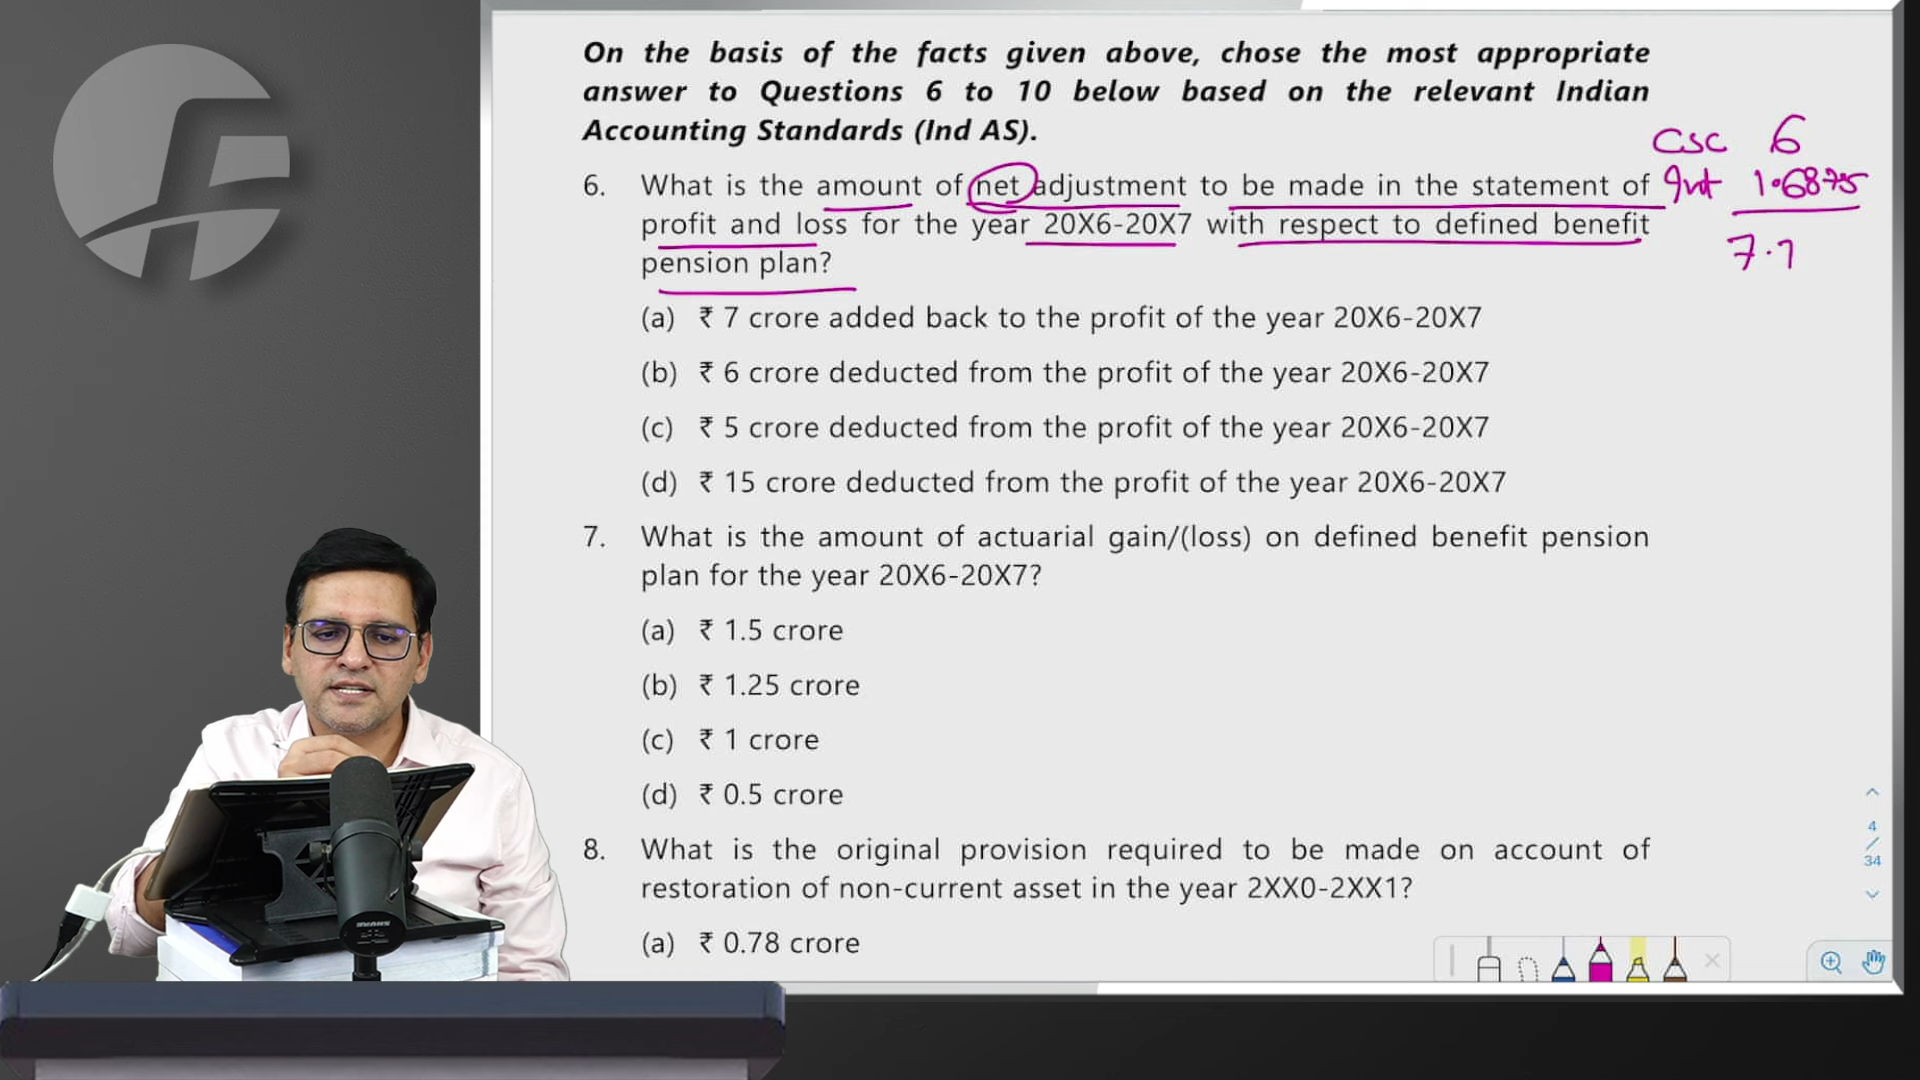 On the basis of the facts given above, chose the most appropriate
answer to Questions 6 to 10 below based on the relevant Indian
Accounting Standards (Ind AS).
CSC 6
Int 1.6875
7.7
6. What is the amount of net adjustment to be made in the statement of
profit and loss for the year 20X6-20X7 with respect to defined benefit
pension plan?
(a) ₹ 7 crore added back to the profit of the year 20X6-20X7
(b) ₹ 6 crore deducted from the profit of the year 20X6-20X7
(c) ₹ 5 crore deducted from the profit of the year 20X6-20X7
(d) ₹ 15 crore deducted from the profit of the year 20X6-20X7
7. What is the amount of actuarial gain/(loss) on defined benefit pension
plan for the year 20X6-20X7?
(a) ₹ 1.5 crore
(b) ₹ 1.25 crore
(c) ₹ 1 crore
(d) ₹ 0.5 crore
8. What is the original provision required to be made on account of
restoration of non-current asset in the year 2XX0-2XX1?
(a) ₹ 0.78 crore
4
/
34